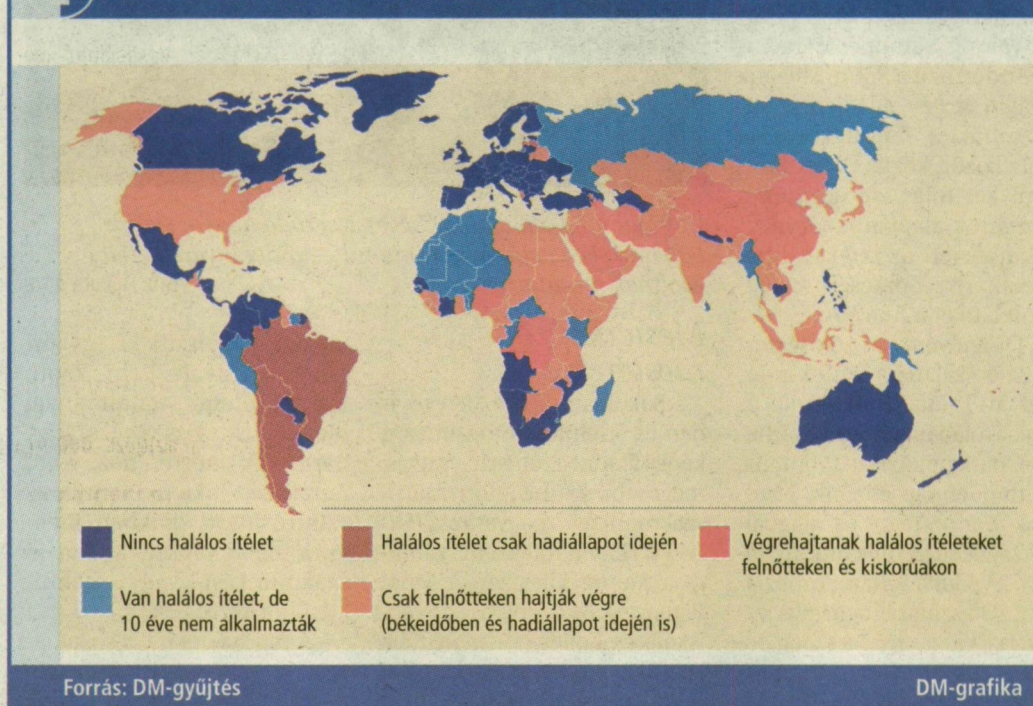 Nincs halálos ítélet
Van halálos ítélet, de
10 éve nem alkalmazták
Halálos ítélet csak hadiállapot idején
Csak felnőtteken hajtják végre
(békeidőben és hadiállapot idején is)
Végrehajtanak halálos ítéleteket
felnőtteken és kiskorúakon
Forrás: DM-gyűjtés
DM-grafika